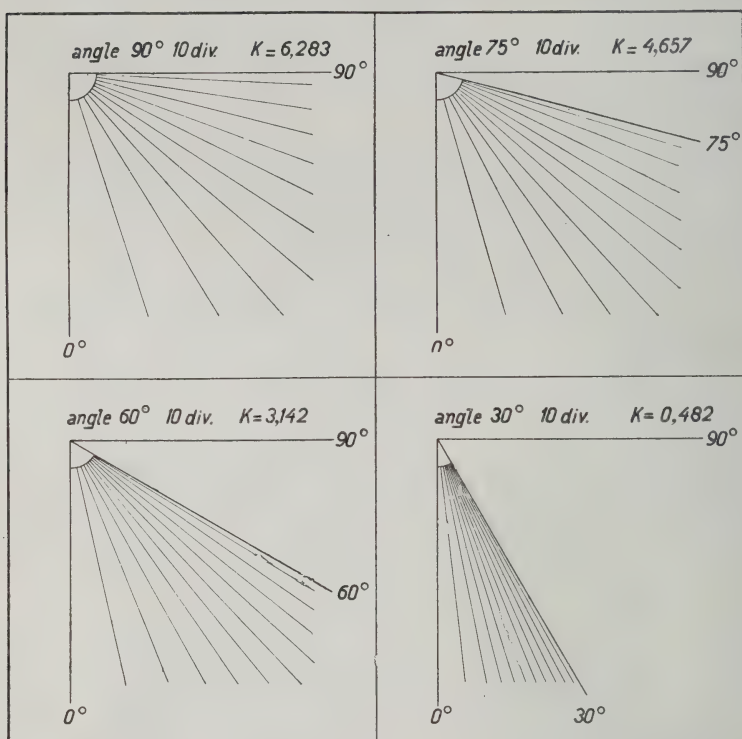 angle 90° 10 div. K = 6,283
90°
0°
angle 75° 10 div. K = 4,657
90°
75°
n°
angle 60° 10 div. K = 3,142
90°
60°
0°
angle 30° 10 div. K = 0,482
90°
0°
30°